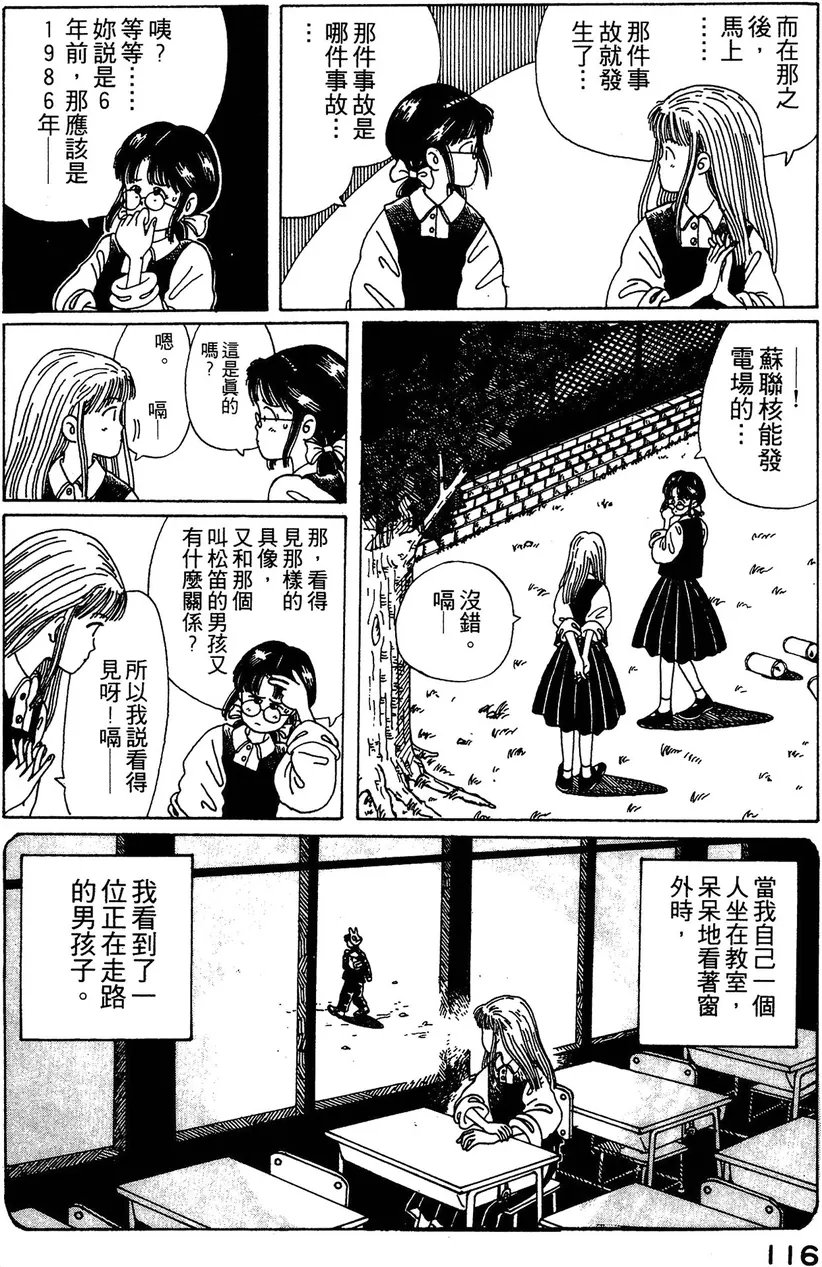 而在那之
後，
馬上
……
那件事
故就發
生了…
那件事故是
哪件事故…
…
咦？
等等……
妳説是6
年前，那應該是
1986年——
——！
蘇聯核能發
電場的…
沒錯。
嗝——
這是眞的
嗎？
嗯。
嗝—
那，看得
見那樣的
具像，
又和那個
叫松笛的男孩又
有什麼關係？
所以我説看得
見呀！嗝——
當我自己一個
人坐在教室，
呆呆地看著窗
外時，
我看到了一
位正在走路
的男孩子。
116